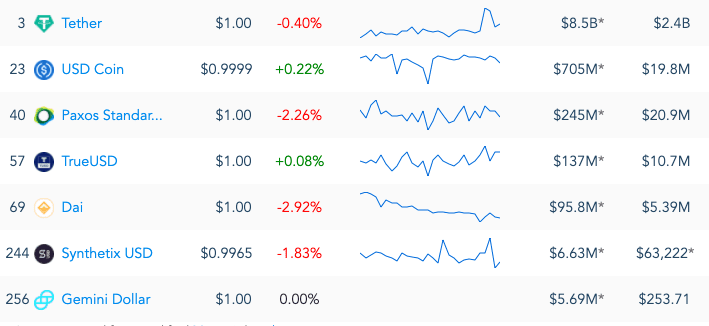 3 Tether $1.00 -0.40% $8.5B* $2.4B
23 USD Coin $0.9999 +0.22% $705M* $19.8M
40 Paxos Standar... $1.00 -2.26% $245M* $20.9M
57 TrueUSD $1.00 +0.08% $137M* $10.7M
69 Dai $1.00 -2.92% $95.8M* $5.39M
244 Synthetix USD $0.9965 -1.83% $6.63M* $63,222*
256 Gemini Dollar $1.00 0.00% $5.69M* $253.71